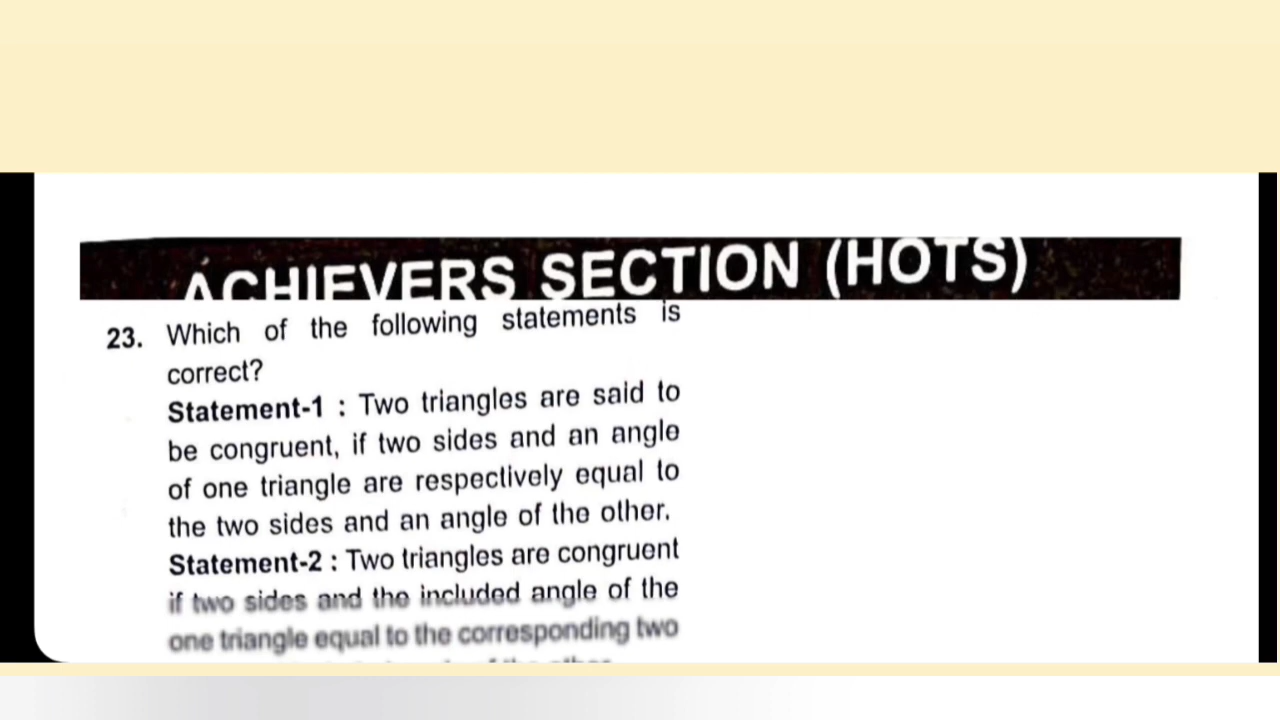 ACHIEVERS SECTION (HOTS)
23. Which of the following statements is
correct?
Statement-1 : Two triangles are said to
be congruent, if two sides and an angle
of one triangle are respectively equal to
the two sides and an angle of the other.
Statement-2 : Two triangles are congruent
if two sides and the included angle of the
one triangle equal to the corresponding two
of the other